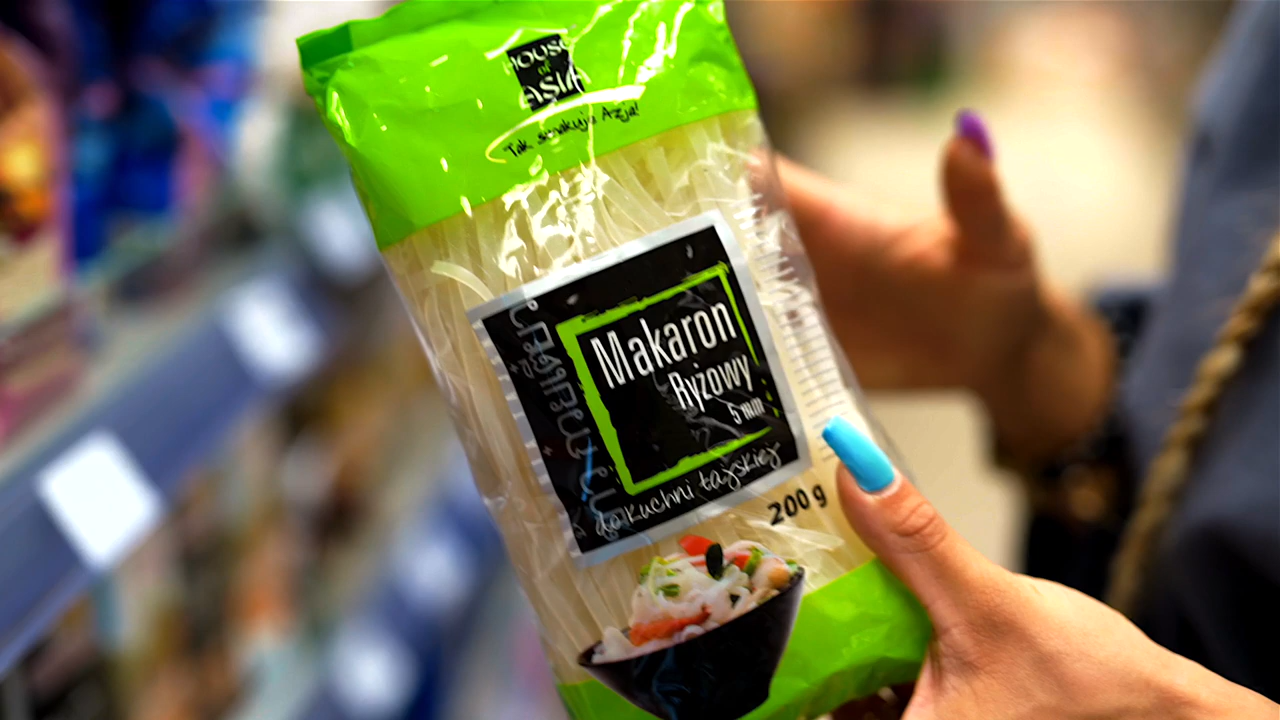 HOUSE
of
ASIA
Tak smakuje Azja!
Makaron
Ryżowy
5 mm
do kuchni tajskiej
200 g